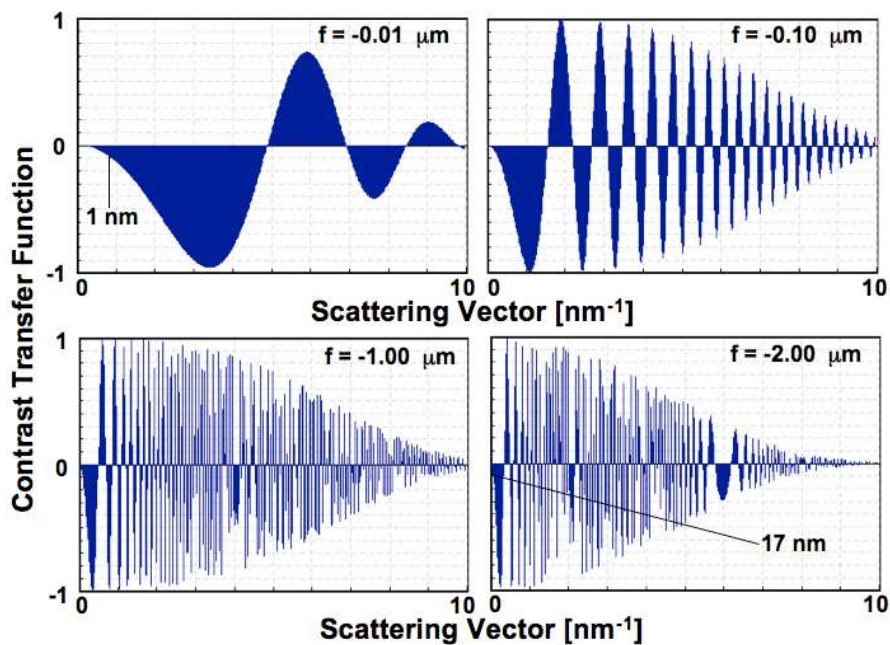 Contrast Transfer Function
1
0
-1
f = -0.01 μm
1 nm
0
10
f = -0.10 μm
0
10
Scattering Vector [nm-1]
1
0
-1
f = -1.00 μm
0
10
f = -2.00 μm
17 nm
0
10
Scattering Vector [nm-1]